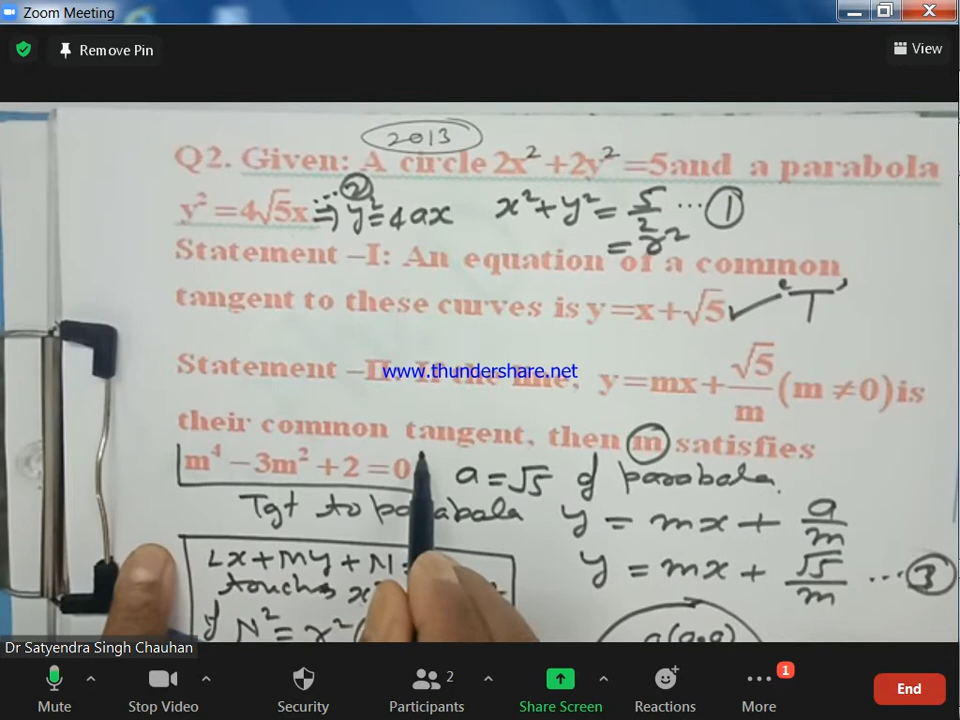 Zoom Meeting
Remove Pin
View
2013
Q2. Given: A circle 2x² +2y² =5and a parabola
y² =4√5x ⇒ y²=4ax ...② x²+y²= 5/2 ...①
= r²
Statement –I: An equation of a common
tangent to these curves is y=x+√5 ✓ 'T'
Statement –II: If the line, y=mx+√5/m (m ≠0)is
www.thundershare.net
their common tangent, then m satisfies
m⁴ −3m² +2 =0
a=√5 of parabola.
Tgt to parabola y = mx + a/m
y = mx + √5/m ...③
Lx+My+N
touches
if N²=r²(
Dr Satyendra Singh Chauhan
Mute
Stop Video
Security
2
Participants
Share Screen
Reactions
1
More
End